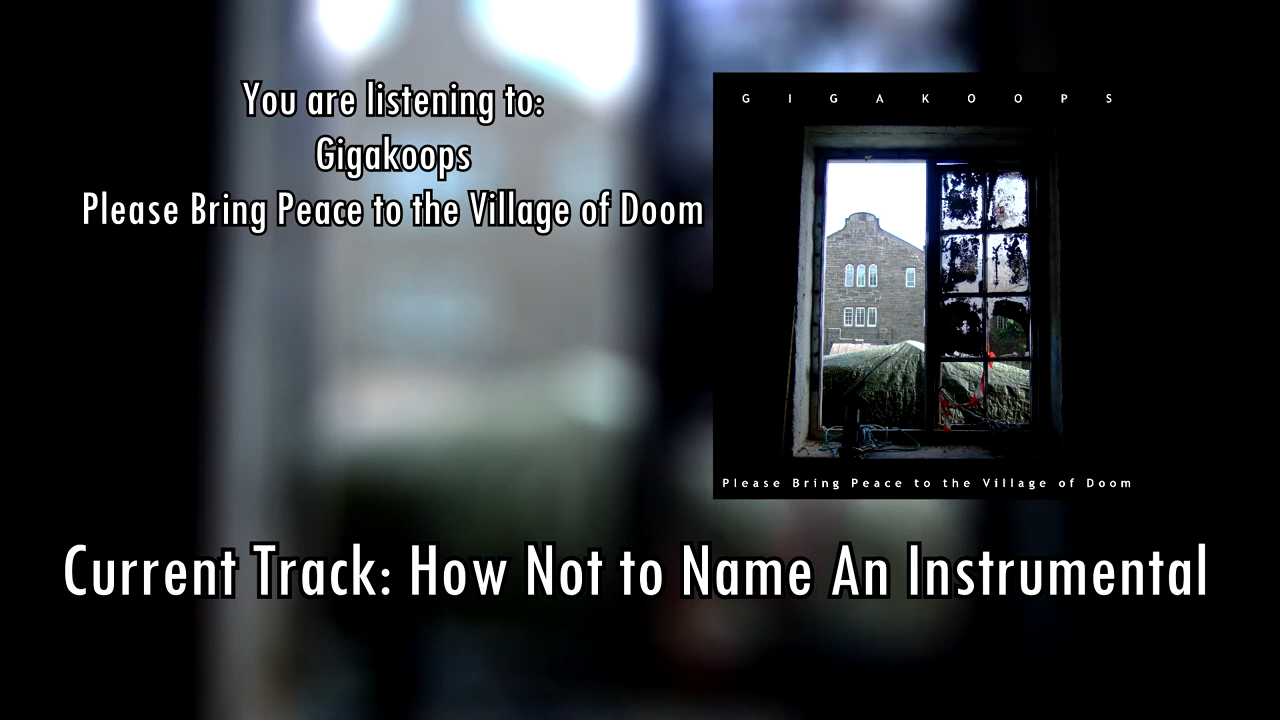 You are listening to:
Gigakoops
Please Bring Peace to the Village of Doom
G I G A K O O P S
Please Bring Peace to the Village of Doom
Current Track: How Not to Name An Instrumental